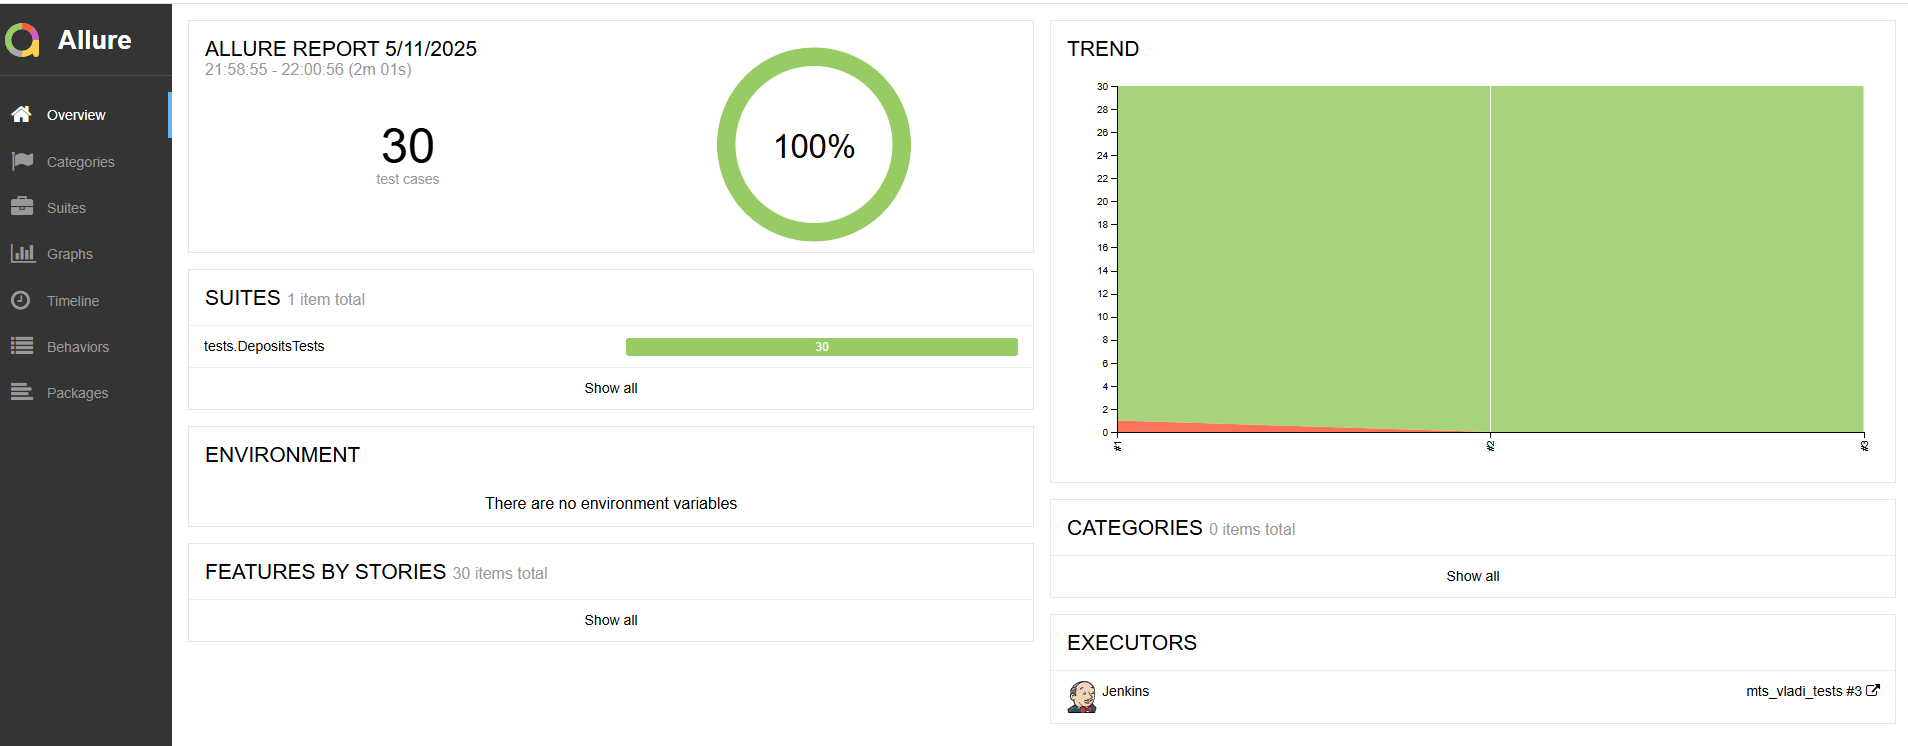 Allure
Overview
Categories
Suites
Graphs
Timeline
Behaviors
Packages
ALLURE REPORT 5/11/2025
21:58:55 - 22:00:56 (2m 01s)
30
test cases
100%
SUITES 1 item total
tests.DepositsTests 30
Show all
ENVIRONMENT
There are no environment variables
FEATURES BY STORIES 30 items total
Show all
TREND
30
28
26
24
22
20
18
16
14
12
10
8
6
4
2
0
#1 #2 #3
CATEGORIES 0 items total
Show all
EXECUTORS
Jenkins mts_vladi_tests #3